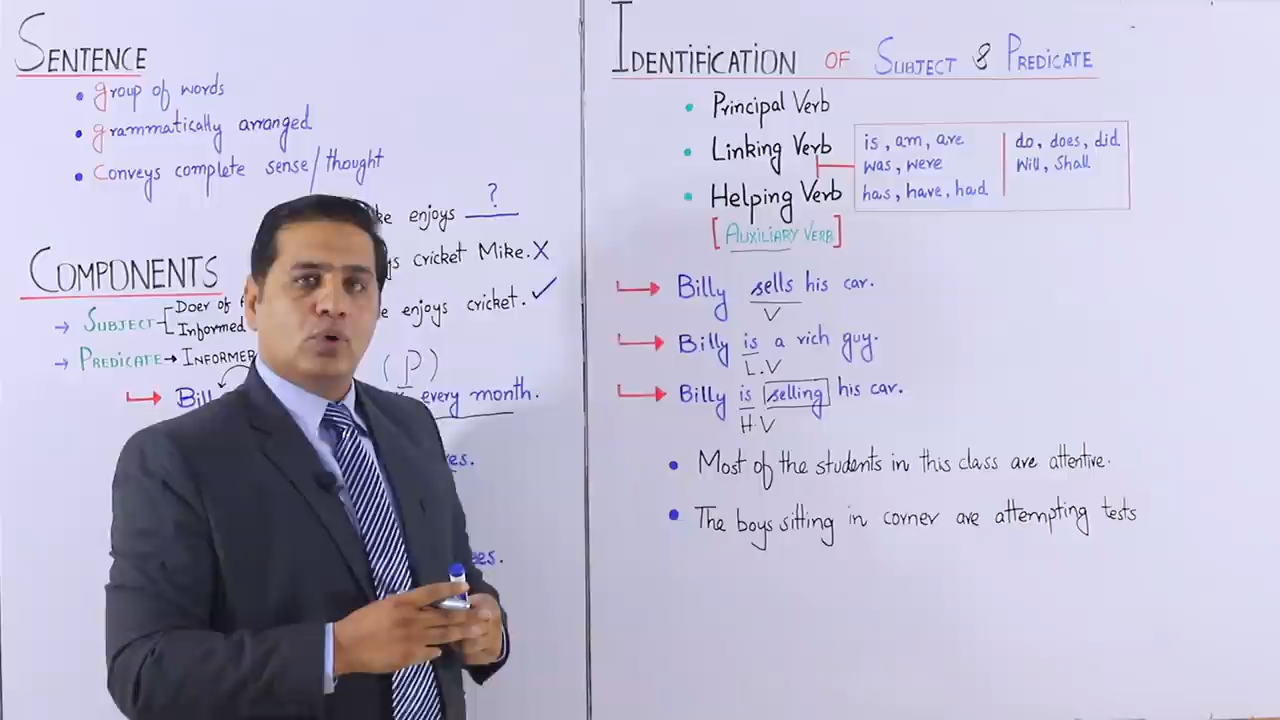 SENTENCE
• group of words
• grammatically arranged
• Conveys complete sense/thought
ke enjoys ?
ys cricket Mike. X
e enjoys cricket. ✓
COMPONENTS
→ SUBJECT Doer of
Informed
→ PREDICATE → INFORMER
(P)
Bill every month.
es.
es.
IDENTIFICATION OF SUBJECT & PREDICATE
• Principal Verb
• Linking Verb
• Helping Verb
[AUXILIARY VERB]
is, am, are
was, were
has, have, had
do, does, did
Will, Shall
Billy sells his car.
V
Billy is a rich guy.
L.V
Billy is selling his car.
H.V
• Most of the students in this class are attentive.
• The boys sitting in corner are attempting tests